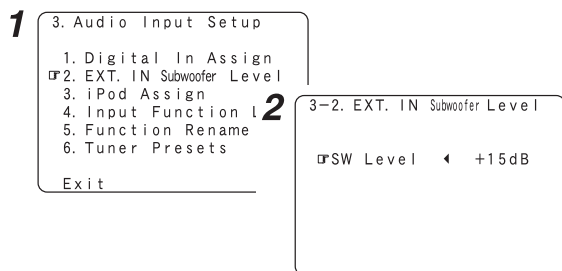 1
3. Audio Input Setup
1. Digital In Assign
☞2. EXT. IN Subwoofer Level
3. iPod Assign
4. Input Function
5. Function Rename
6. Tuner Presets
Exit
2
3-2. EXT. IN Subwoofer Level
☞SW Level ◀ +15dB